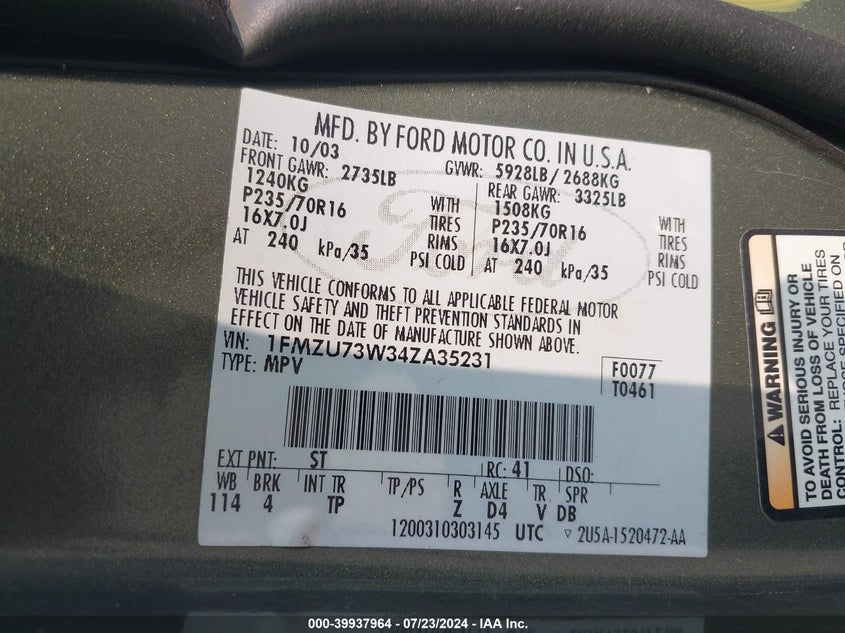 MFD. BY FORD MOTOR CO. IN U.S.A.
DATE: 10/03 GVWR: 5928LB/ 2688KG
FRONT GAWR: 2735LB REAR GAWR: 3325LB
1240KG WITH 1508KG WITH
P235/70R16 TIRES P235/70R16 TIRES
16X7.0J RIMS 16X7.0J RIMS
AT 240 kPa/35 PSI COLD AT 240 kPa/35 PSI COLD
Ford
THIS VEHICLE CONFORMS TO ALL APPLICABLE FEDERAL MOTOR
VEHICLE SAFETY AND THEFT PREVENTION STANDARDS IN
EFFECT ON THE DATE OF MANUFACTURE SHOWN ABOVE.
VIN: 1FMZU73W34ZA35231 F0077
TYPE: MPV T0461
EXT PNT: ST RC: 41 DSO:
WB BRK INT TR TP/PS R AXLE TR SPR
114 4 TP Z D4 V DB
1200310303145 UTC 2U5A-1520472-AA
WARNING
TO AVOID SERIOUS INJURY OR
DEATH FROM LOSS OF VEHICLE
CONTROL: REPLACE YOUR TIRES
000-39937964 / 07/23/2024 - IAA Inc.